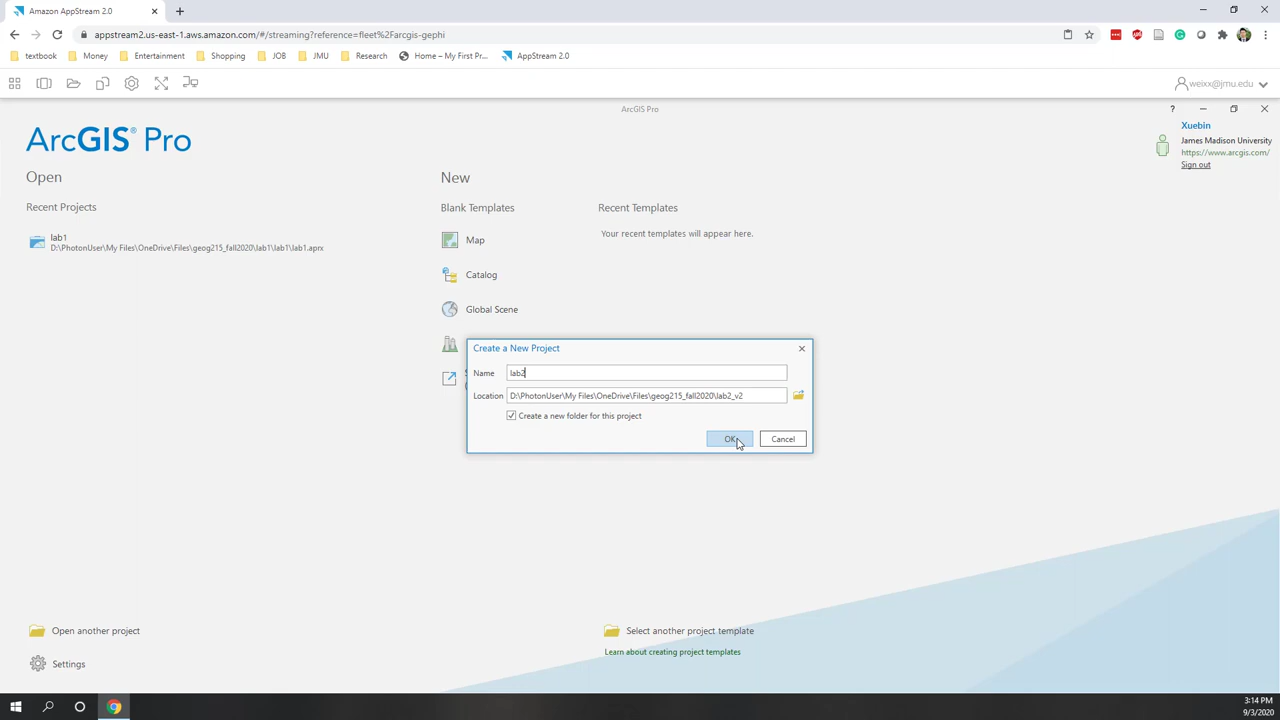 Amazon AppStream 2.0
appstream2.us-east-1.aws.amazon.com/#/streaming?reference=fleet%2Farcgis-gephi
textbook
Money
Entertainment
Shopping
JOB
JMU
Research
Home - My First Pr...
AppStream 2.0
weixx@jmu.edu
ArcGIS Pro
ArcGIS® Pro
Xuebin
James Madison University
https://www.arcgis.com/
Sign out
Open
New
Recent Projects
Blank Templates
Recent Templates
lab1
D:\PhotonUser\My Files\OneDrive\Files\geog215_fall2020\lab1\lab1\lab1.aprx
Your recent templates will appear here.
Map
Catalog
Global Scene
Create a New Project
Name
lab2
Location
D:\PhotonUser\My Files\OneDrive\Files\geog215_fall2020\lab2_v2
Create a new folder for this project
OK
Cancel
Open another project
Select another project template
Learn about creating project templates
Settings
3:14 PM
9/3/2020